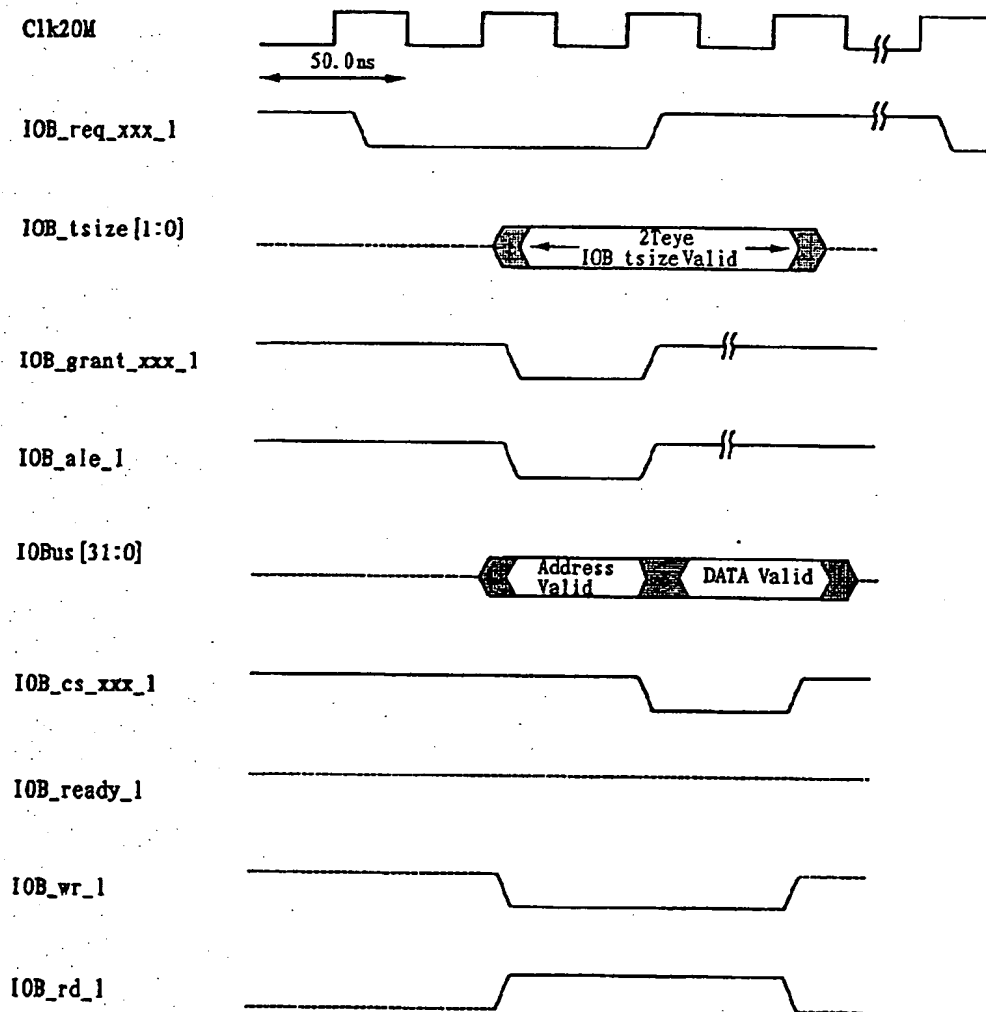 Clk20M
50.0ns
IOB_req_xxx_l
IOB_tsize[1:0]
2Teye
IOB tsize Valid
IOB_grant_xxx_l
IOB_ale_l
IOBus[31:0]
Address
Valid
DATA Valid
IOB_cs_xxx_l
IOB_ready_l
IOB_wr_l
IOB_rd_l